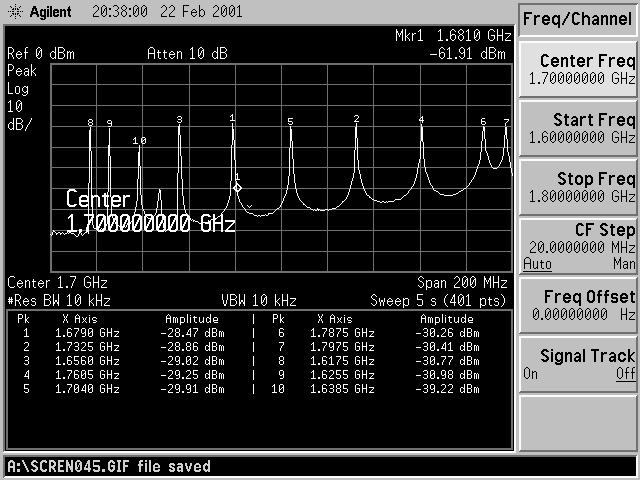 Agilent 20:38:00 22 Feb 2001
Mkr1 1.6810 GHz
Ref 0 dBm Atten 10 dB -61.91 dBm
Peak
Log
10
dB/
8 9 10 3 1 5 2 4 6 7
1
Center
1.700000000 GHz
Center 1.7 GHz Span 200 MHz
#Res BW 10 kHz VBW 10 kHz Sweep 5 s (401 pts)
Pk X Axis Amplitude | Pk X Axis Amplitude
1 1.6790 GHz -28.47 dBm | 6 1.7875 GHz -30.26 dBm
2 1.7325 GHz -28.86 dBm | 7 1.7975 GHz -30.41 dBm
3 1.6560 GHz -29.02 dBm | 8 1.6175 GHz -30.77 dBm
4 1.7605 GHz -29.25 dBm | 9 1.6255 GHz -30.98 dBm
5 1.7040 GHz -29.91 dBm | 10 1.6385 GHz -39.22 dBm
A:\SCREN045.GIF file saved
Freq/Channel
Center Freq
1.70000000 GHz
Start Freq
1.60000000 GHz
Stop Freq
1.80000000 GHz
CF Step
20.0000000 MHz
Auto Man
Freq Offset
0.00000000 Hz
Signal Track
On Off